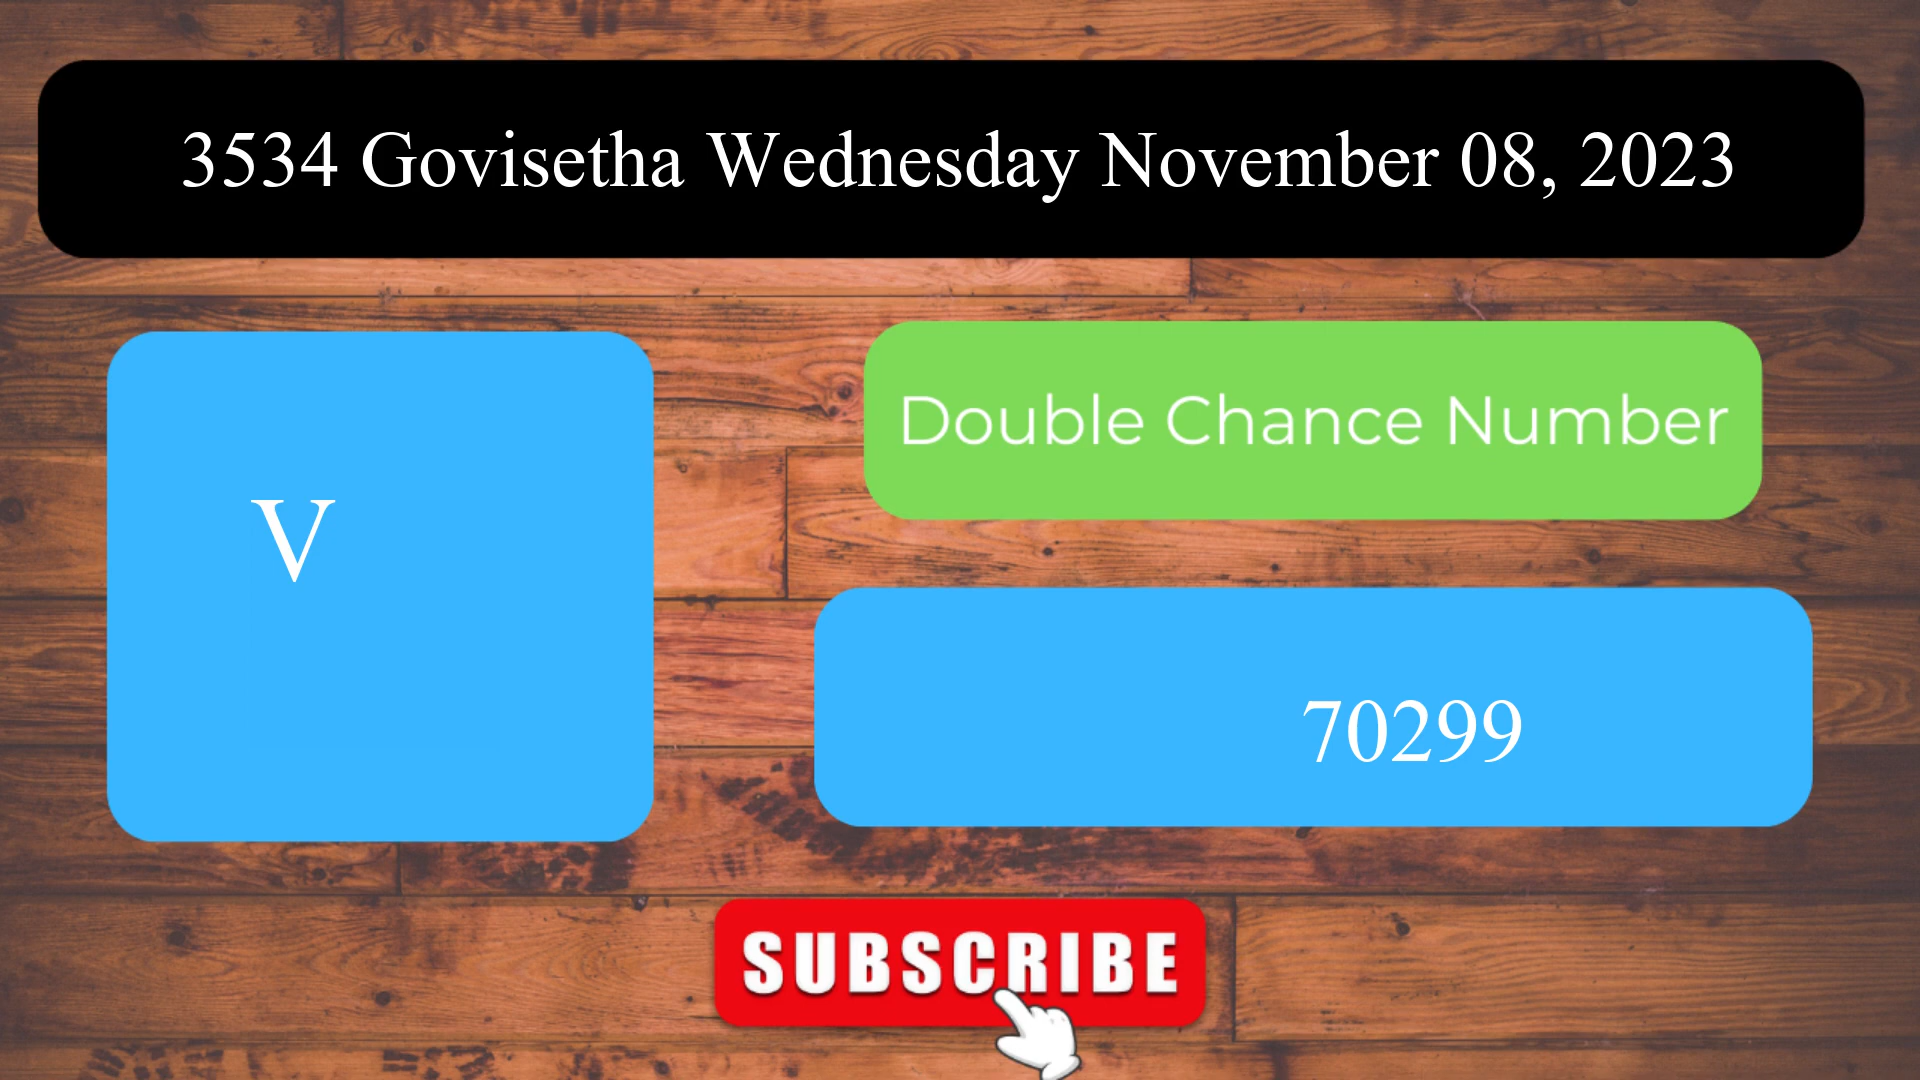 3534 Govisetha Wednesday November 08, 2023
V
Double Chance Number
70299
SUBSCRIBE